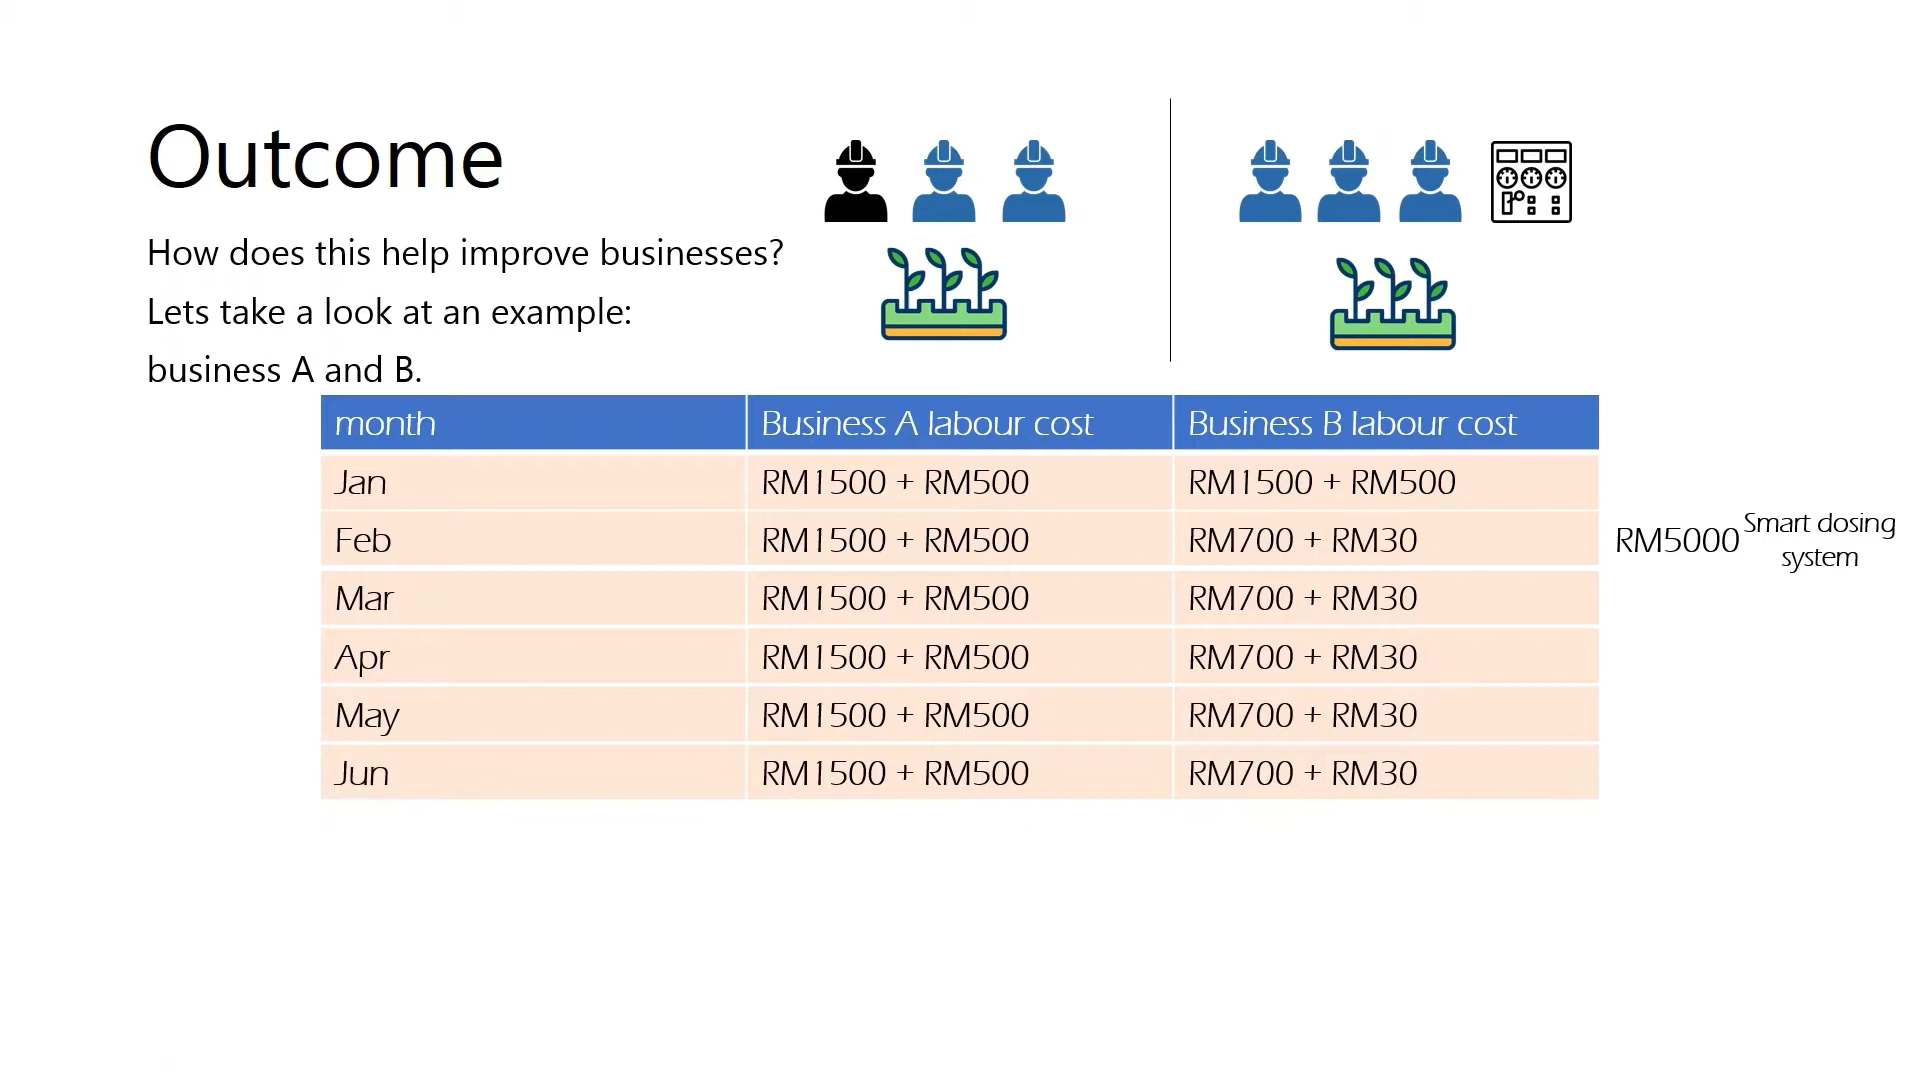 Outcome
How does this help improve businesses?
Lets take a look at an example:
business A and B.
month Business A labour cost Business B labour cost
Jan RM1500 + RM500 RM1500 + RM500
Feb RM1500 + RM500 RM700 + RM30 RM5000 Smart dosing
system
Mar RM1500 + RM500 RM700 + RM30
Apr RM1500 + RM500 RM700 + RM30
May RM1500 + RM500 RM700 + RM30
Jun RM1500 + RM500 RM700 + RM30